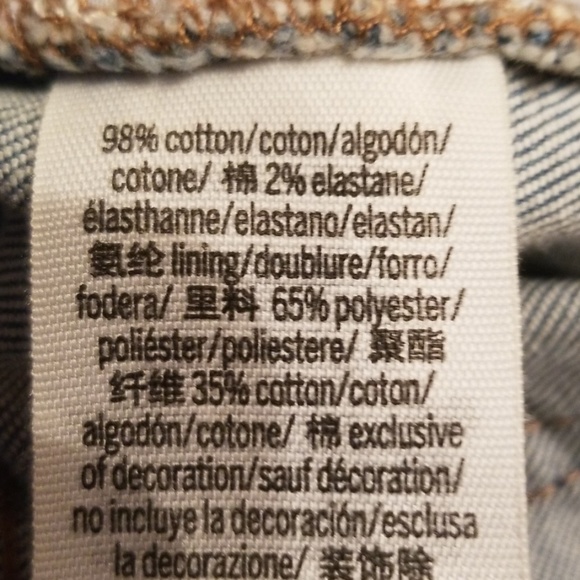 98% cotton/coton/algodón/
cotone/ 棉 2% elastane/
élasthanne/elastano/elastan/
氨纶 lining/doublure/forro/
fodera/ 里料 65% polyester/
poliéster/poliestere/ 聚酯
纤维 35% cotton/coton/
algodón/cotone/ 棉 exclusive
of decoration/sauf décoration/
no incluye la decoración/esclusa
la decorazione/ 装饰除